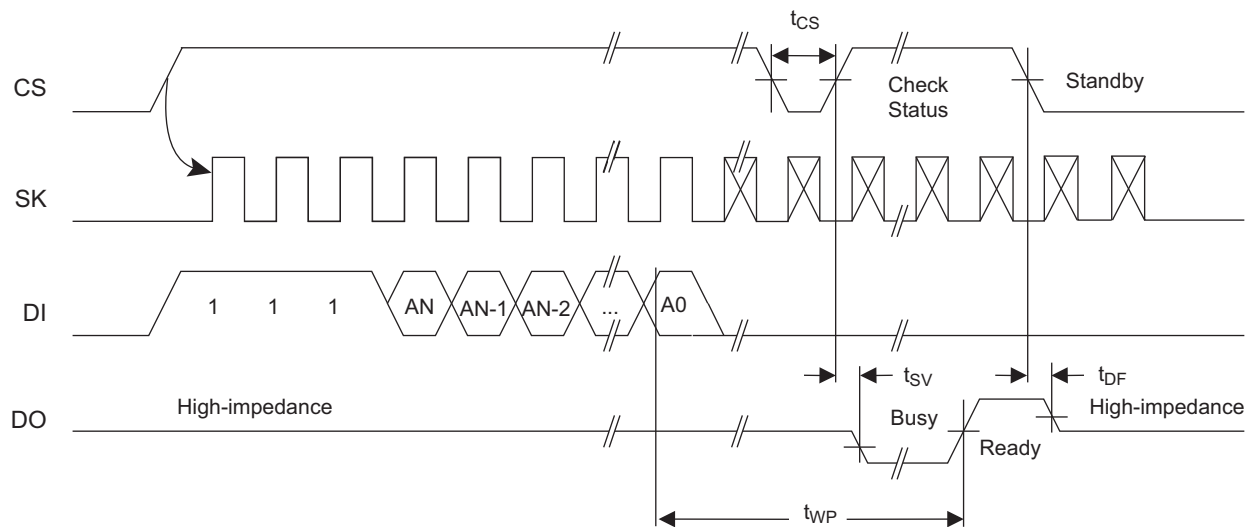 tCS
CS
Check
Status
Standby
SK
DI
1 1 1 AN AN-1 AN-2 ... A0
tSV
tDF
DO
High-impedance
Busy
Ready
High-impedance
tWP